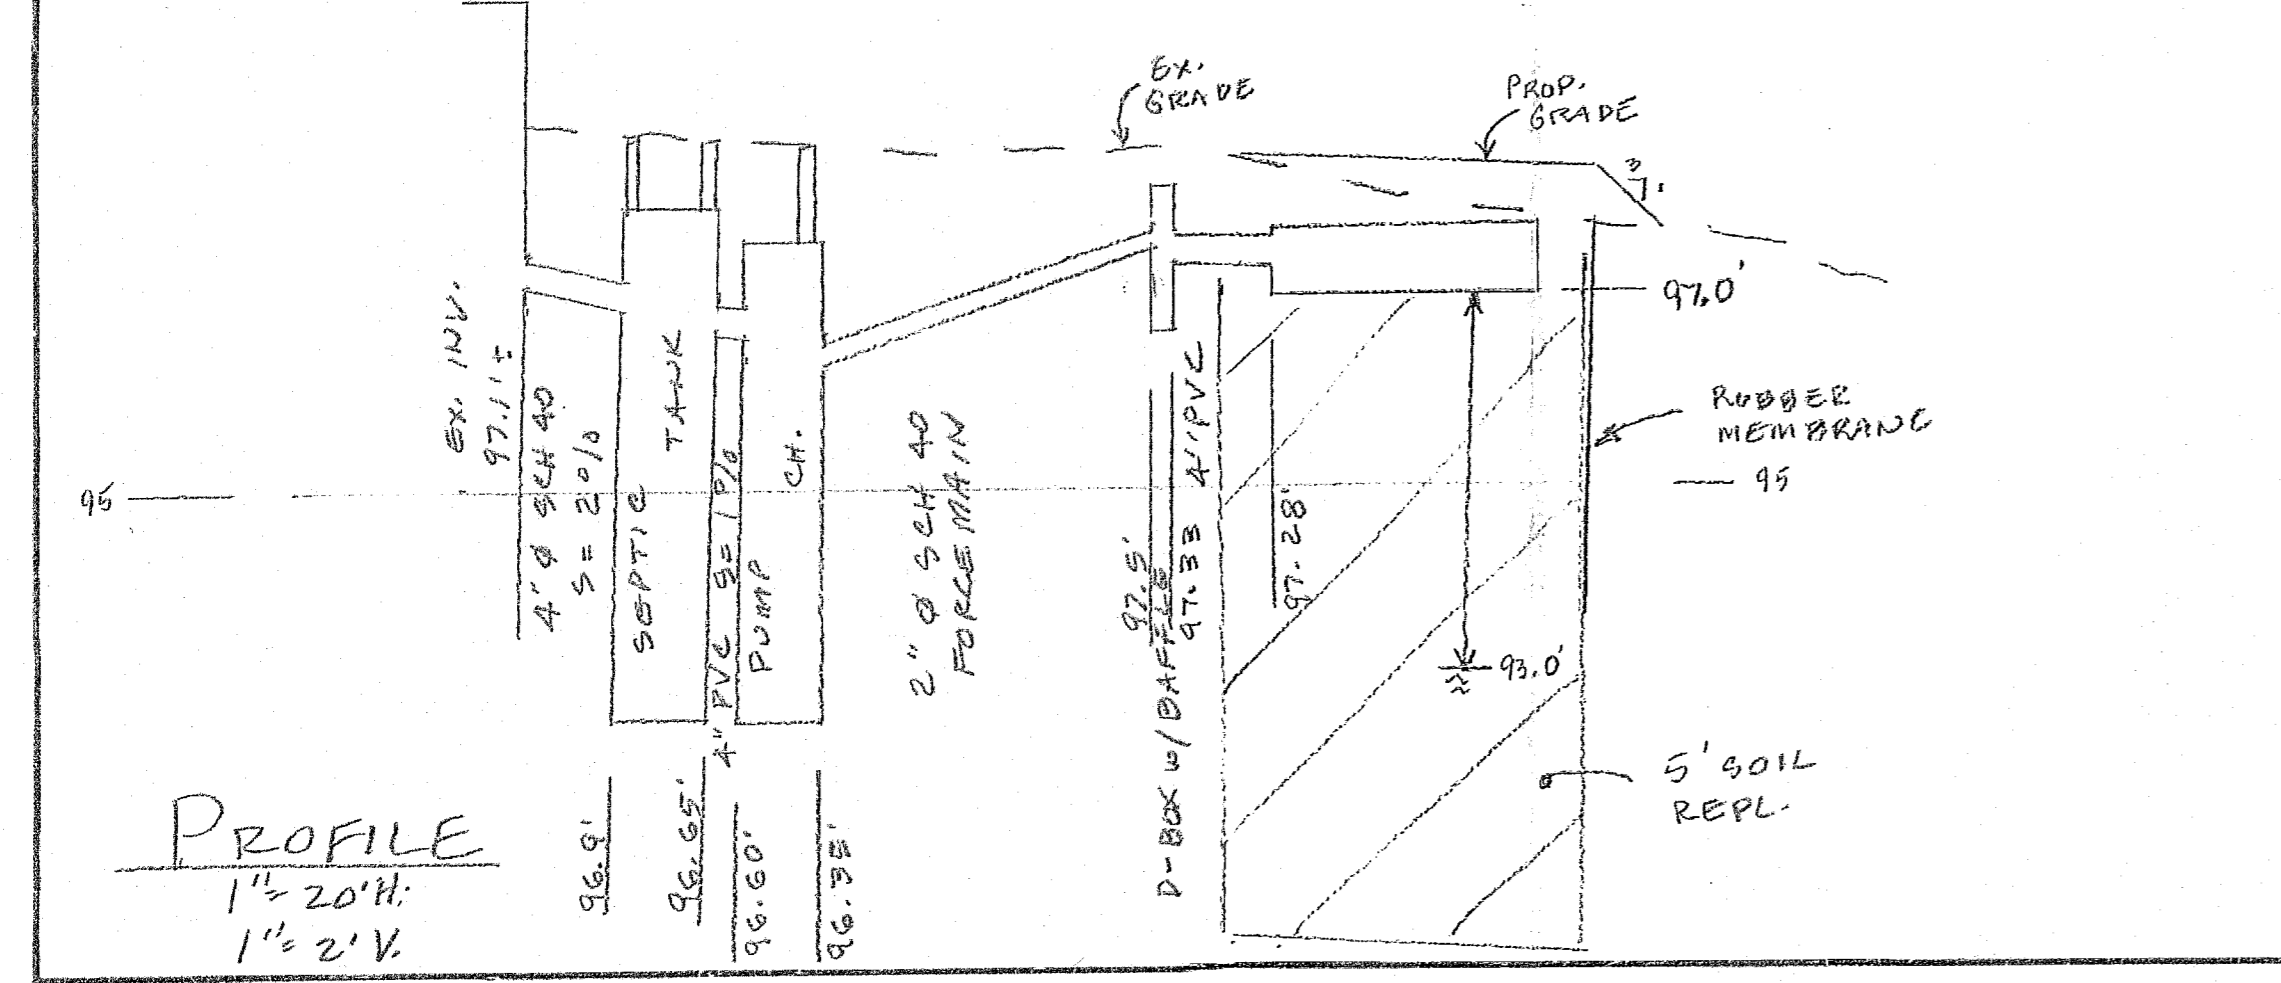 EX.
GRADE
PROP.
GRADE
3
1.
EX. INV.
97.1'±
4" Ø SCH 40
S= 2%
SEPTIC
TANK
4" PVC S= 1%
PUMP
CH.
2" Ø SCH 40
FORCEMAIN
97.5'
D-BOX w/ BAFFLE
97.33
4" PVC
97.28'
97.0'
RUBBER
MEMBRANE
95
95
93.0'
5' SOIL
REPL.
96.9'
96.65'
96.60'
96.35'
PROFILE
1"= 20'H.
1"= 2' V.